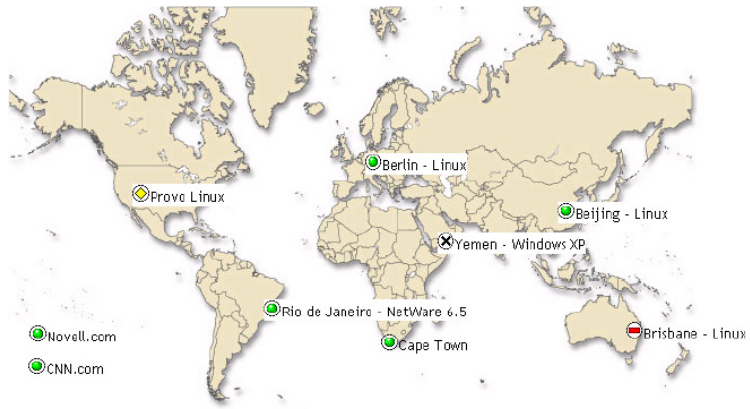 Berlin - Linux
Provo Linux
Beijing - Linux
Yemen - Windows XP
Rio de Janeiro - NetWare 6.5
Novell.com
Brisbane - Linux
Cape Town
CNN.com